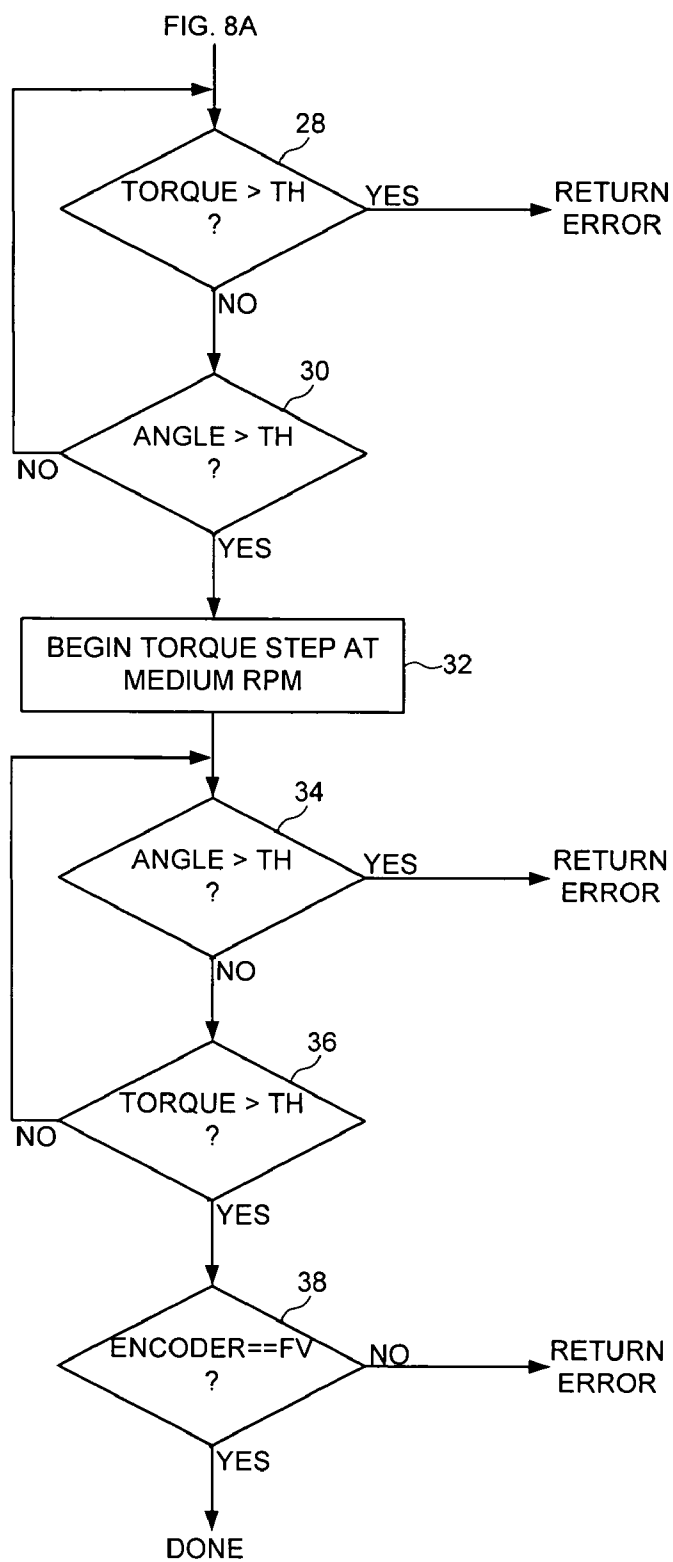 FIG. 8A
28
TORQUE > TH
?
YES
RETURN
ERROR
NO
30
ANGLE > TH
?
NO
YES
BEGIN TORQUE STEP AT
MEDIUM RPM
32
34
ANGLE > TH
?
YES
RETURN
ERROR
NO
36
TORQUE > TH
?
NO
YES
38
ENCODER==FV
?
NO
RETURN
ERROR
YES
DONE